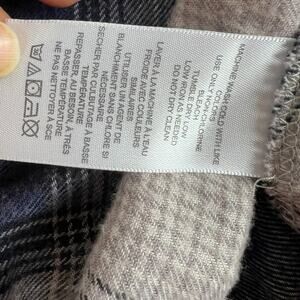 MACHINE WASH COLD WITH LIKE
COLORS
USE ONLY NON-CHLORINE
BLEACH
TUMBLE DRY LOW
LOW IRON AS NEEDED
DO NOT DRY CLEAN
LAVER À LA MACHINE À L'EAU
FROIDE AVEC COULEURS
SIMILAIRES
UTILISER UN AGENT DE
BLANCHIMENT SANS CHLORE SI
NÉCESSAIRE
SÉCHER PAR CULBUTAGE À BASSE
TEMPÉRATURE
REPASSER, AU BESOIN, À TRÈS
BASSE TEMPÉRATURE
NE PAS NETTOYER À SEC